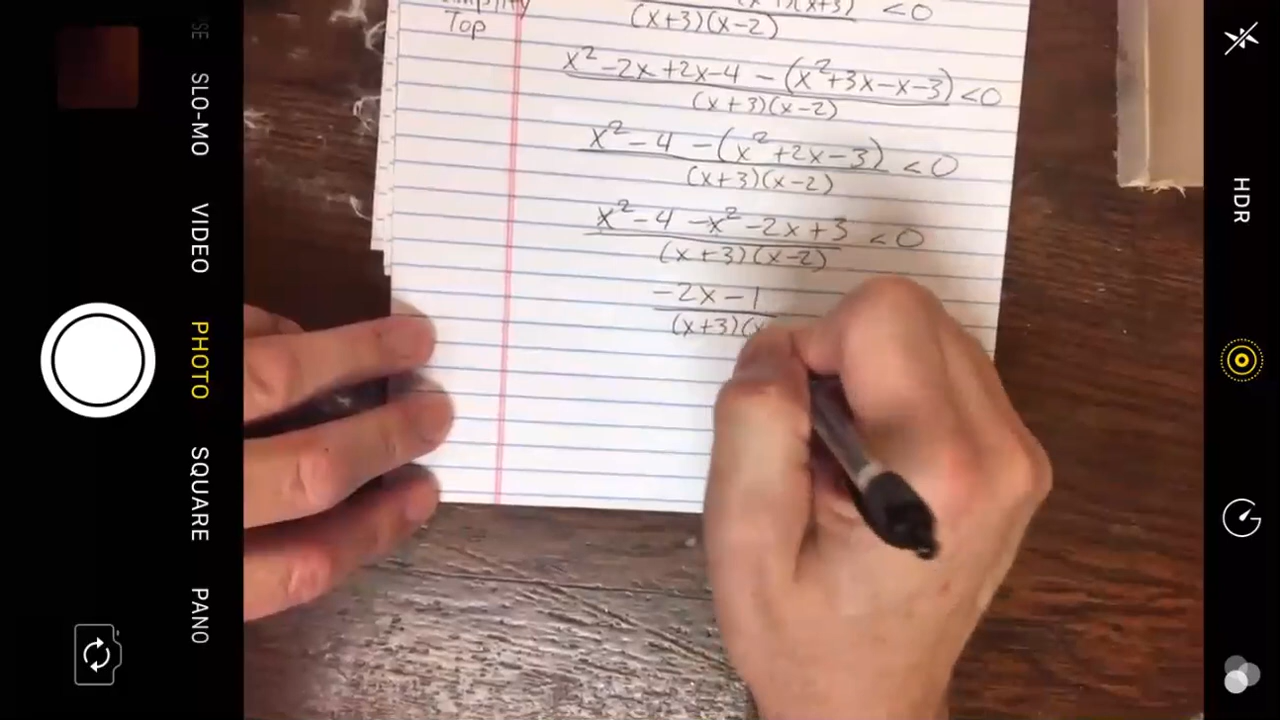 Top
(x+3) <0
(x+3)(x-2)
x²-2x+2x-4 - (x²+3x-x-3) <0
(x+3)(x-2)
x²-4 -(x²+2x-3) <0
(x+3)(x-2)
x²-4 -x²-2x+3 <0
(x+3)(x-2)
-2x-1
(x+3)(x
SLO-MO
VIDEO
PHOTO
SQUARE
PANO
HDR